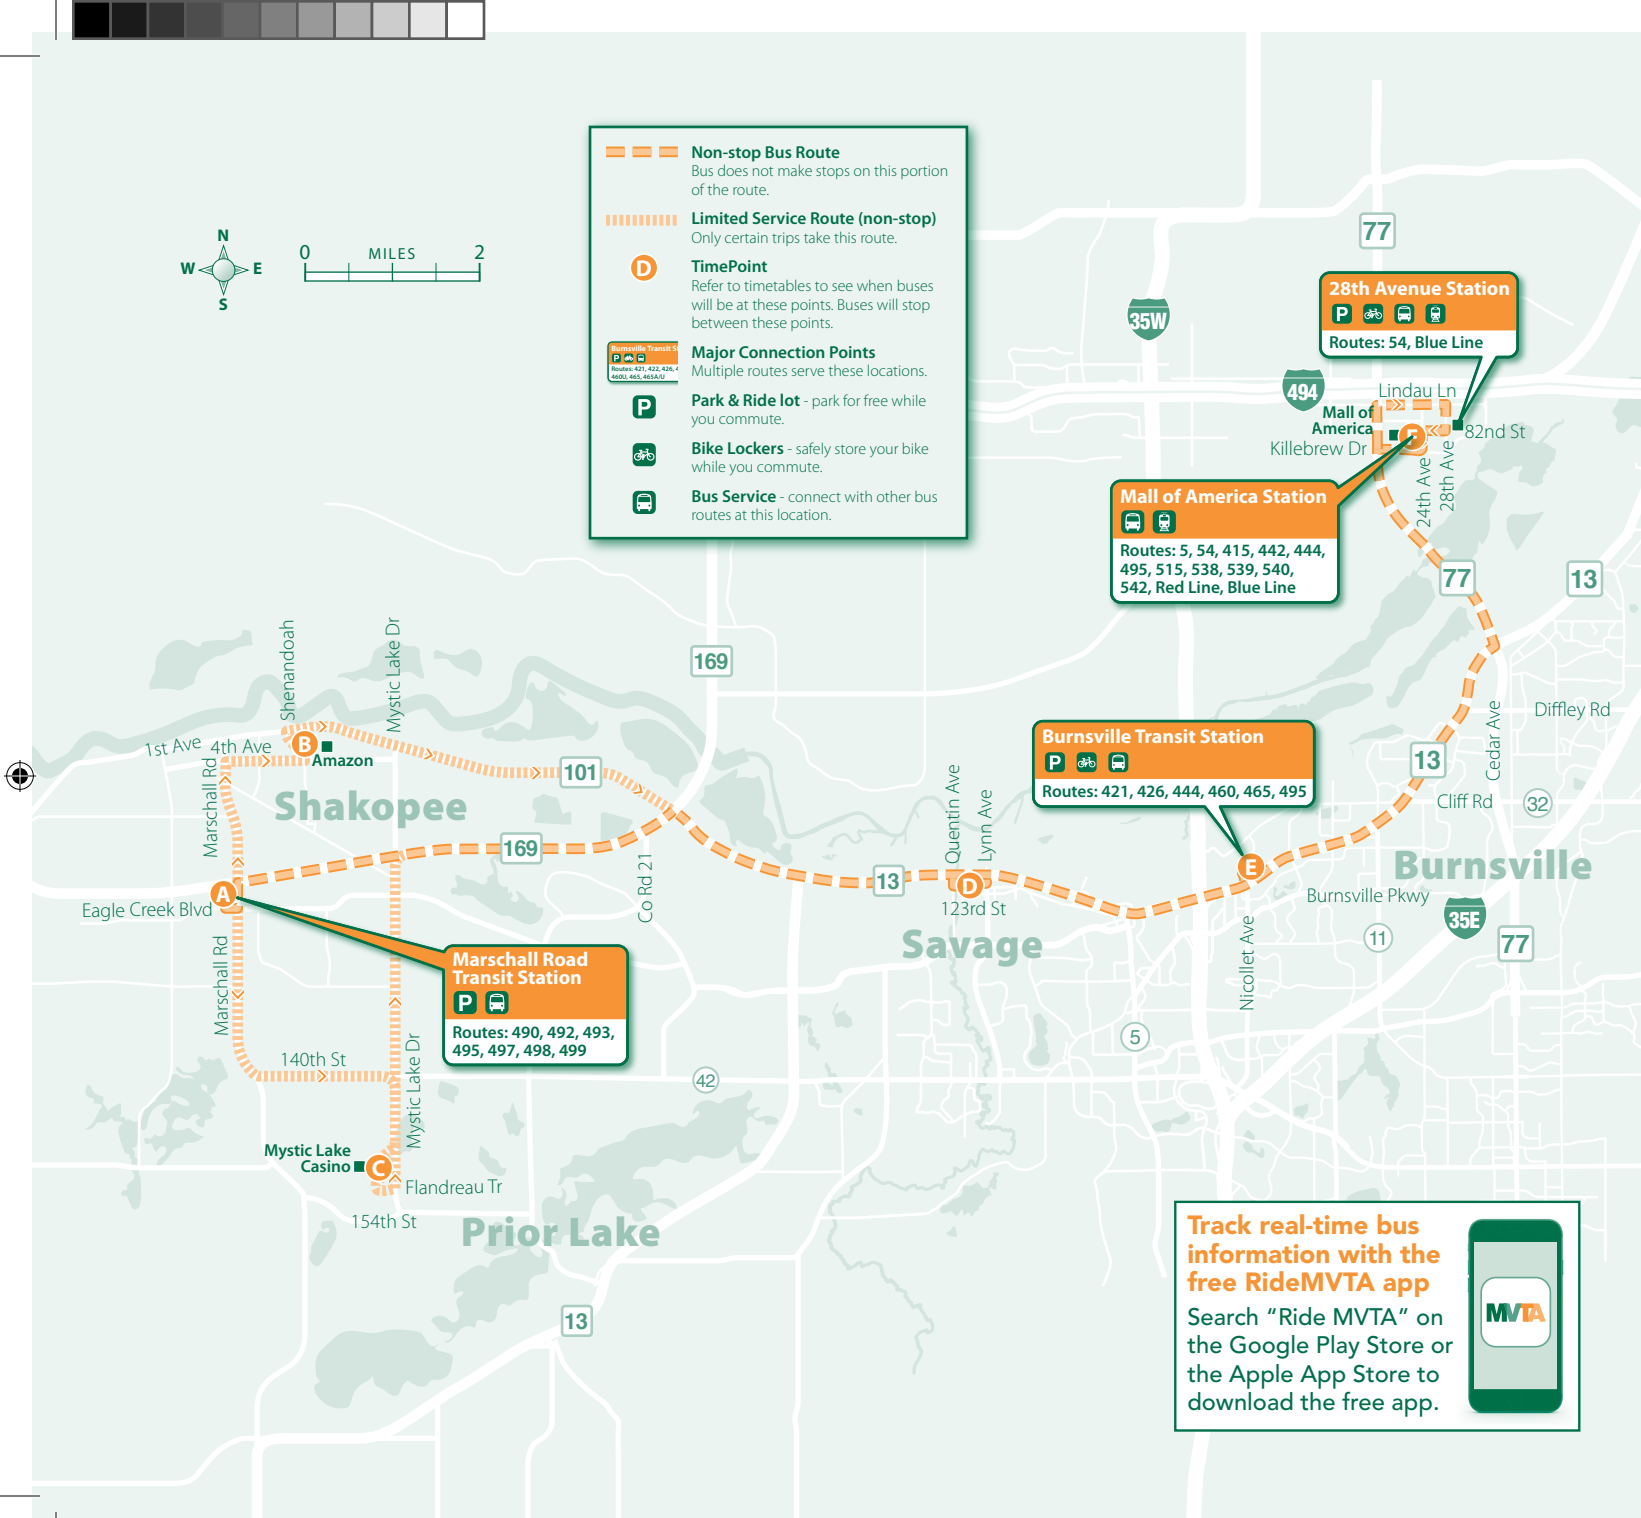 Non-stop Bus Route
Bus does not make stops on this portion
of the route.
Limited Service Route (non-stop)
Only certain trips take this route.
D
TimePoint
Refer to timetables to see when buses
will be at these points. Buses will stop
between these points.
Burnsville Transit S
P
Routes: 421, 422, 426, 4
460U, 465, 465A/U
Major Connection Points
Multiple routes serve these locations.
P
Park & Ride lot - park for free while
you commute.
Bike Lockers - safely store your bike
while you commute.
Bus Service - connect with other bus
routes at this location.
N
W E
S
0 MILES 2
77
35W
28th Avenue Station
P
Routes: 54, Blue Line
494
Lindau Ln
Mall of
America
F
82nd St
Killebrew Dr
24th Ave
28th Ave
Mall of America Station
Routes: 5, 54, 415, 442, 444,
495, 515, 538, 539, 540,
542, Red Line, Blue Line
77
13
169
Shenandoah
Mystic Lake Dr
1st Ave
4th Ave
B
Amazon
Marschall Rd
Shakopee
101
169
Co Rd 21
A
Eagle Creek Blvd
Marschall Rd
Marschall Road
Transit Station
P
Routes: 490, 492, 493,
495, 497, 498, 499
140th St
Mystic Lake Dr
Mystic Lake
Casino
C
Flandreau Tr
154th St
Prior Lake
13
42
13
Quentin Ave
Lynn Ave
D
123rd St
Savage
5
Burnsville Transit Station
P
Routes: 421, 426, 444, 460, 465, 495
E
Nicollet Ave
Diffley Rd
Cedar Ave
13
Cliff Rd
32
Burnsville
Burnsville Pkwy
35E
11
77
Track real-time bus
information with the
free RideMVTA app
Search “Ride MVTA” on
the Google Play Store or
the Apple App Store to
download the free app.
MVTA